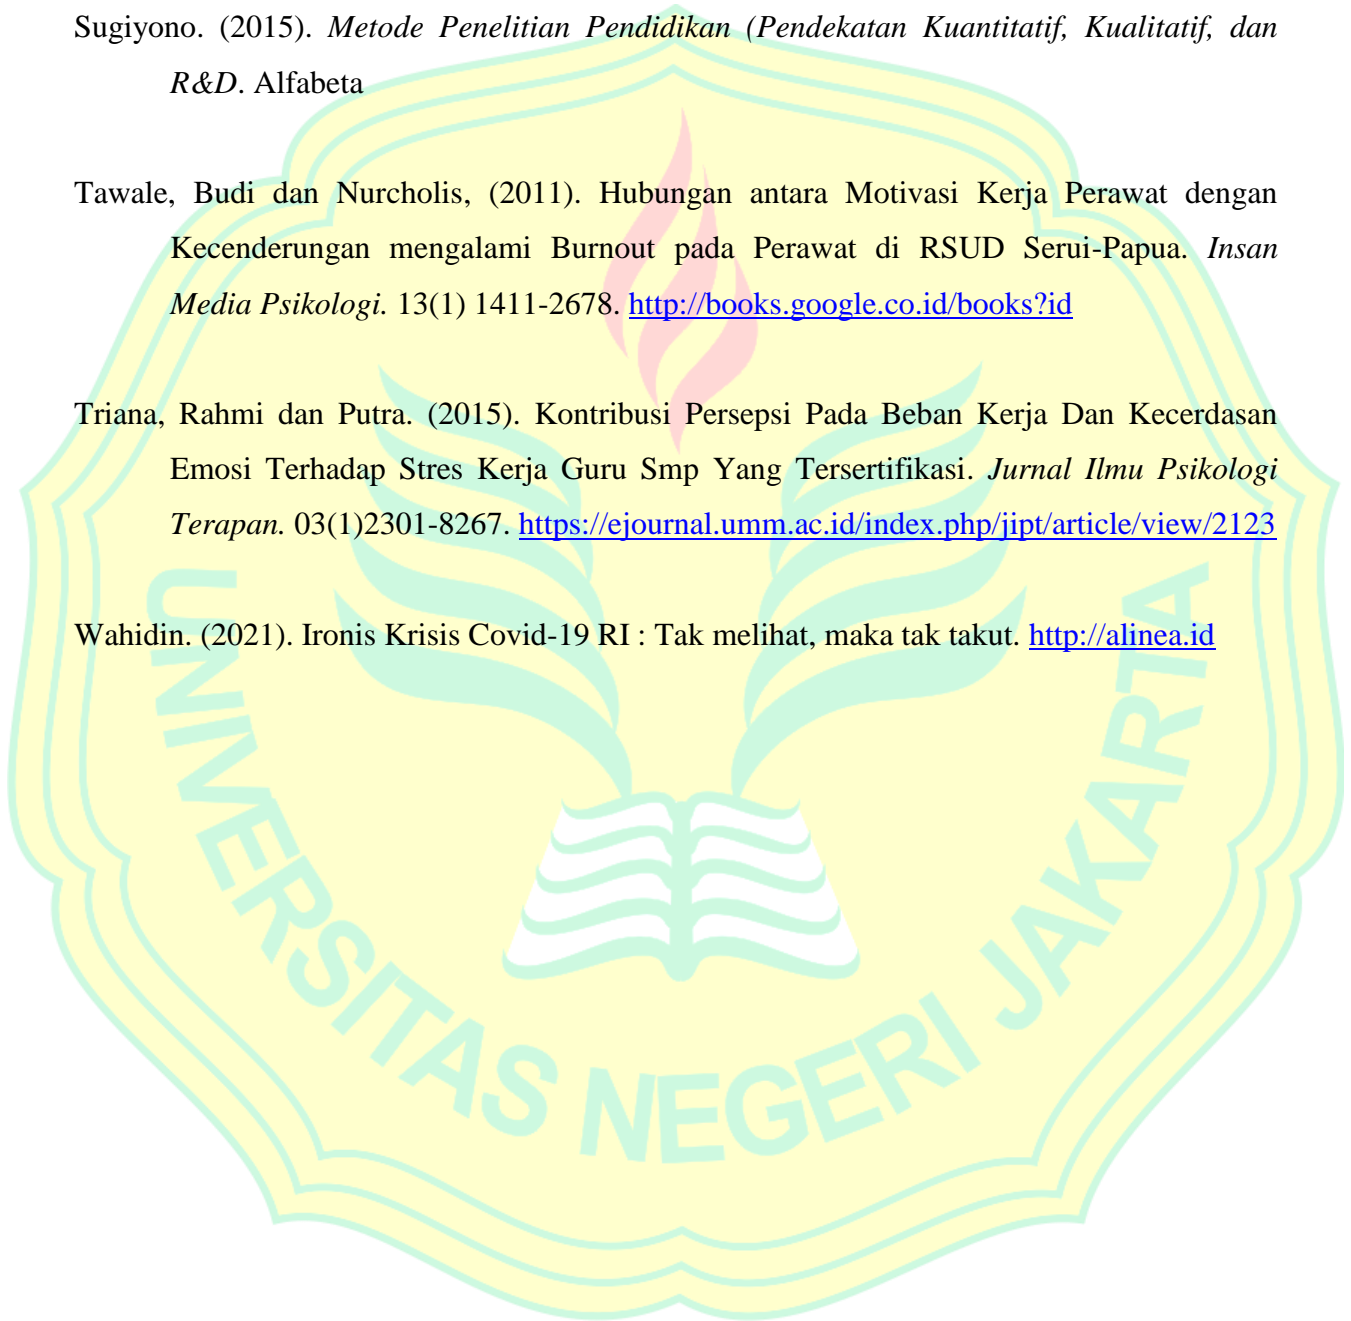 Sugiyono. (2015). Metode Penelitian Pendidikan (Pendekatan Kuantitatif, Kualitatif, dan
R&D. Alfabeta
Tawale, Budi dan Nurcholis, (2011). Hubungan antara Motivasi Kerja Perawat dengan
Kecenderungan mengalami Burnout pada Perawat di RSUD Serui-Papua. Insan
Media Psikologi. 13(1) 1411-2678. http://books.google.co.id/books?id
Triana, Rahmi dan Putra. (2015). Kontribusi Persepsi Pada Beban Kerja Dan Kecerdasan
Emosi Terhadap Stres Kerja Guru Smp Yang Tersertifikasi. Jurnal Ilmu Psikologi
Terapan. 03(1)2301-8267. https://ejournal.umm.ac.id/index.php/jipt/article/view/2123
Wahidin. (2021). Ironis Krisis Covid-19 RI : Tak melihat, maka tak takut. http://alinea.id
UNIVERSITAS NEGERI JAKARTA